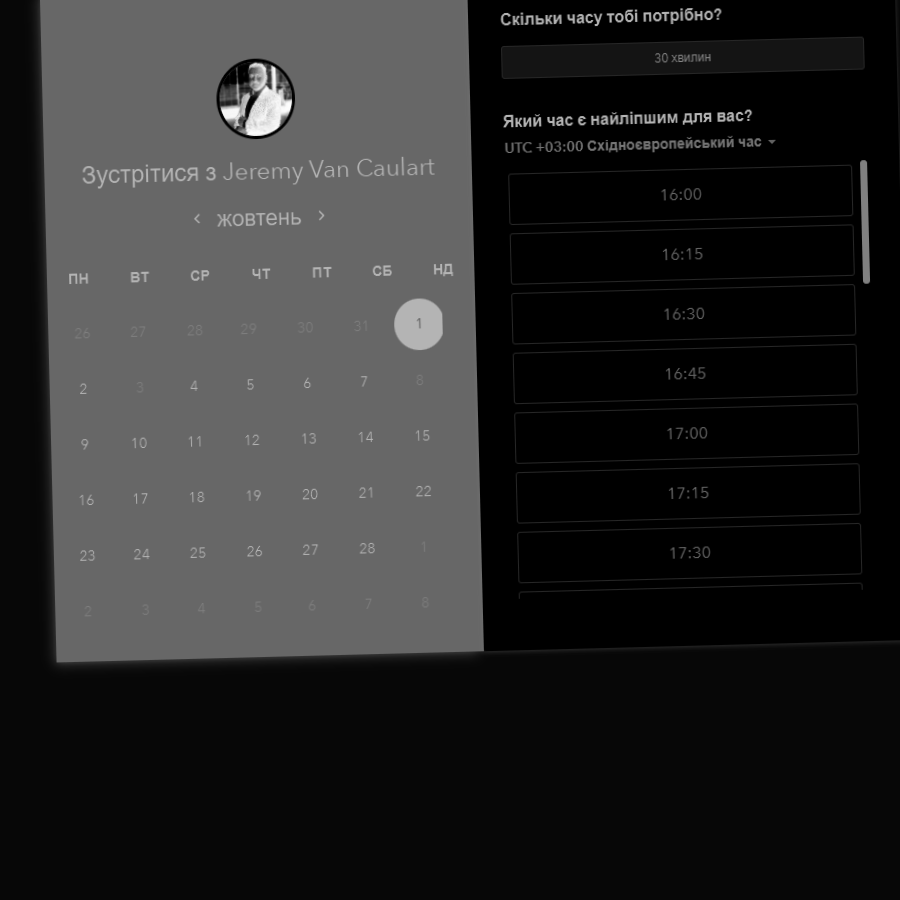 Зустрітися з Jeremy Van Caulart
‹ жовтень ›
ПН ВТ СР ЧТ ПТ СБ НД
26 27 28 29 30 31 1
2 3 4 5 6 7 8
9 10 11 12 13 14 15
16 17 18 19 20 21 22
23 24 25 26 27 28 1
2 3 4 5 6 7 8
Скільки часу тобі потрібно?
30 хвилин
Який час є найліпшим для вас?
UTC +03:00 Східноєвропейський час
16:00
16:15
16:30
16:45
17:00
17:15
17:30